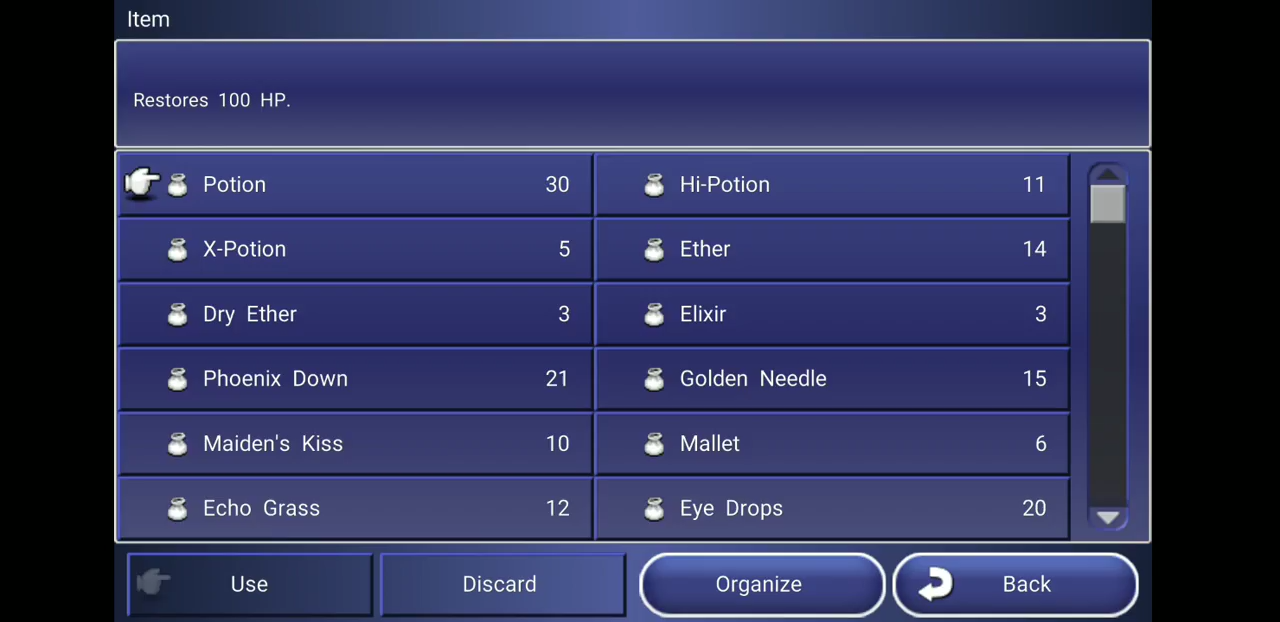 Item
Restores 100 HP.
Potion 30 Hi-Potion 11
X-Potion 5 Ether 14
Dry Ether 3 Elixir 3
Phoenix Down 21 Golden Needle 15
Maiden's Kiss 10 Mallet 6
Echo Grass 12 Eye Drops 20
Use Discard Organize Back